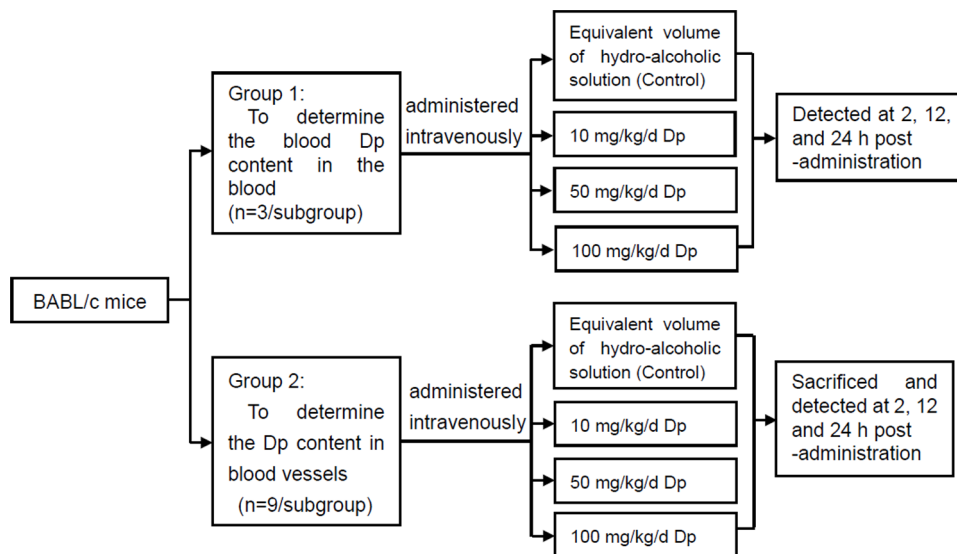 BABL/c mice
Group 1:
To determine
the blood Dp
content in the
blood
(n=3/subgroup)
administered
intravenously
Equivalent volume
of hydro-alcoholic
solution (Control)
10 mg/kg/d Dp
50 mg/kg/d Dp
100 mg/kg/d Dp
Detected at 2, 12,
and 24 h post
-administration
Group 2:
To determine
the Dp content in
blood vessels
(n=9/subgroup)
administered
intravenously
Equivalent volume
of hydro-alcoholic
solution (Control)
10 mg/kg/d Dp
50 mg/kg/d Dp
100 mg/kg/d Dp
Sacrificed and
detected at 2, 12
and 24 h post
-administration